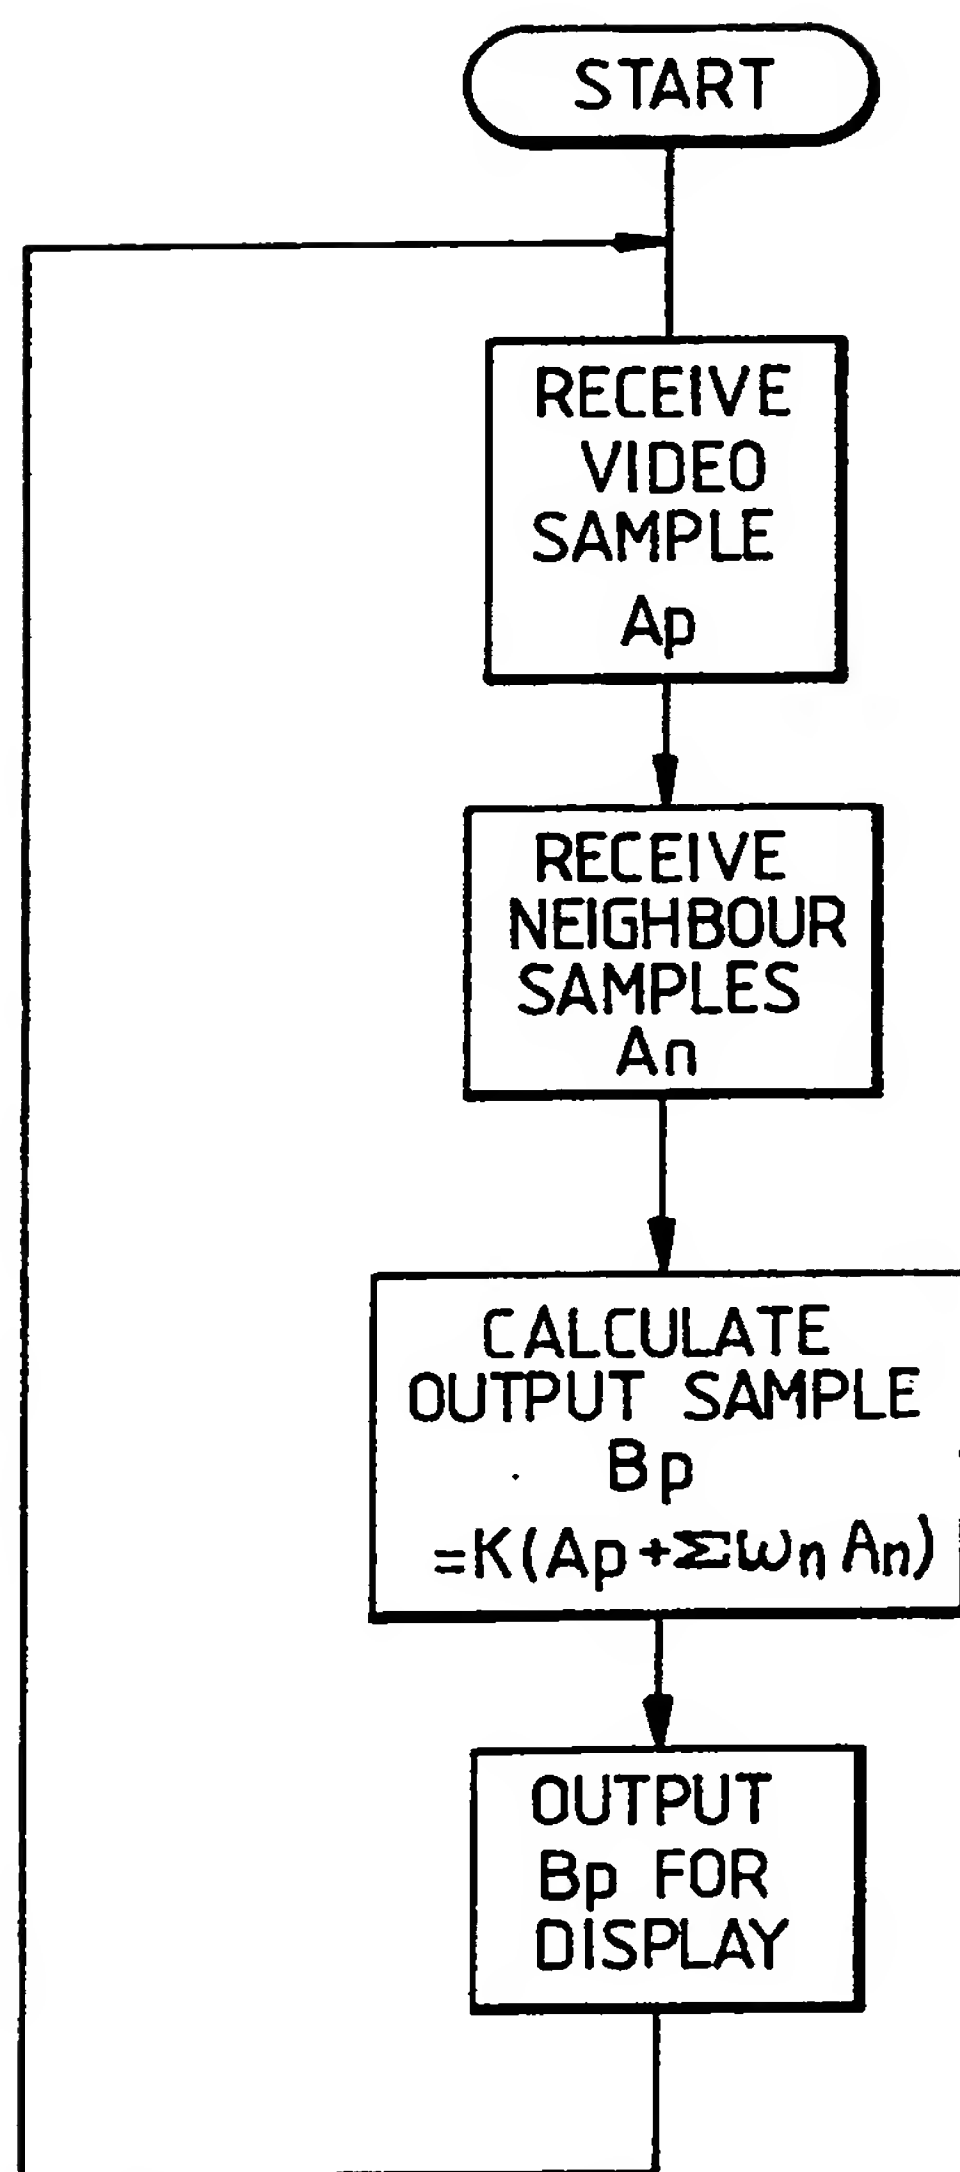 START
RECEIVE
VIDEO
SAMPLE
Ap
RECEIVE
NEIGHBOUR
SAMPLES
An
CALCULATE
OUTPUT SAMPLE
Bp
=K(Ap+Σωn An)
OUTPUT
Bp FOR
DISPLAY